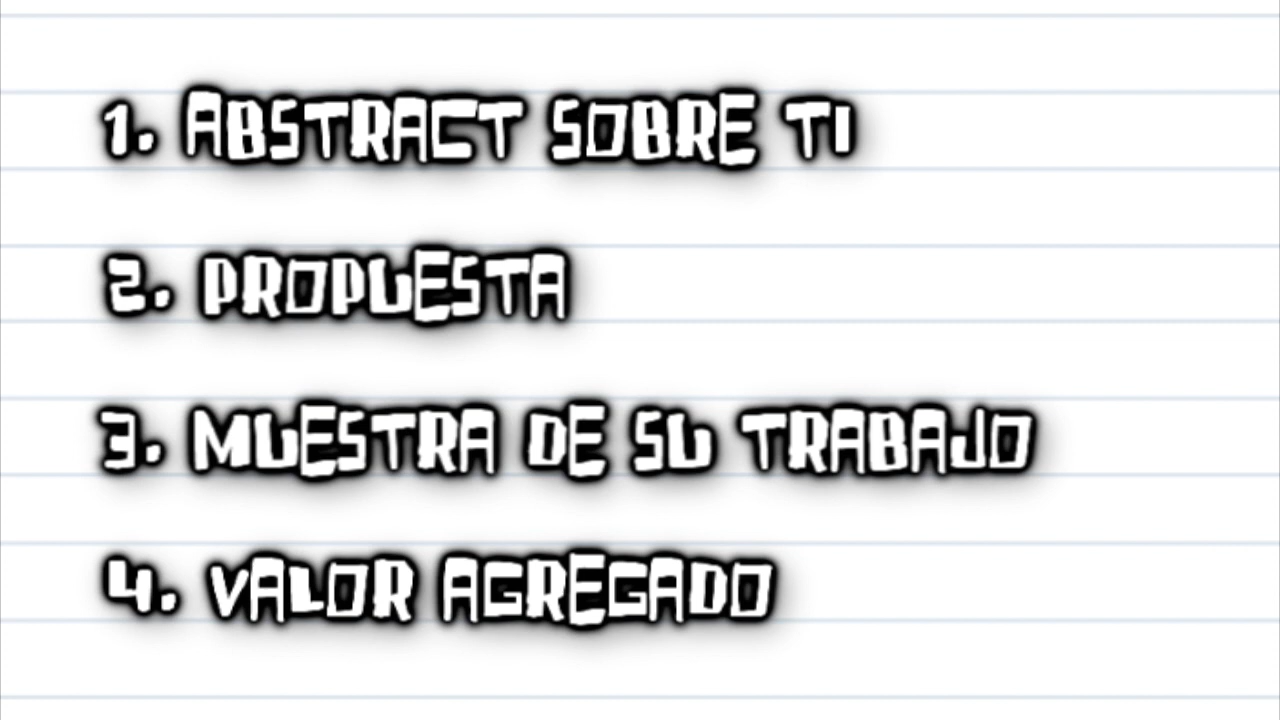 1. ABSTRACT SOBRE TI
2. PROPUESTA
3. MUESTRA DE SU TRABAJO
4. VALOR AGREGADO